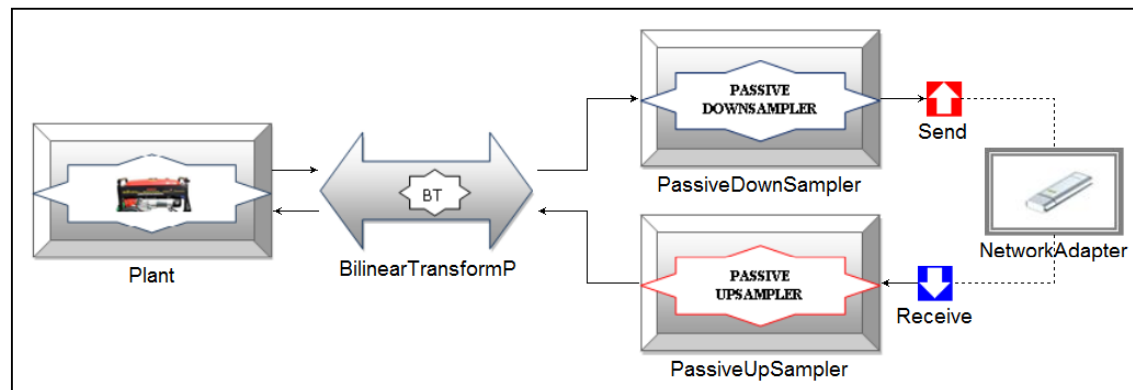 PASSIVE
DOWNSAMPLER
Send
PassiveDownSampler
BT
Plant
BilinearTransformP
NetworkAdapter
PASSIVE
UPSAMPLER
Receive
PassiveUpSampler